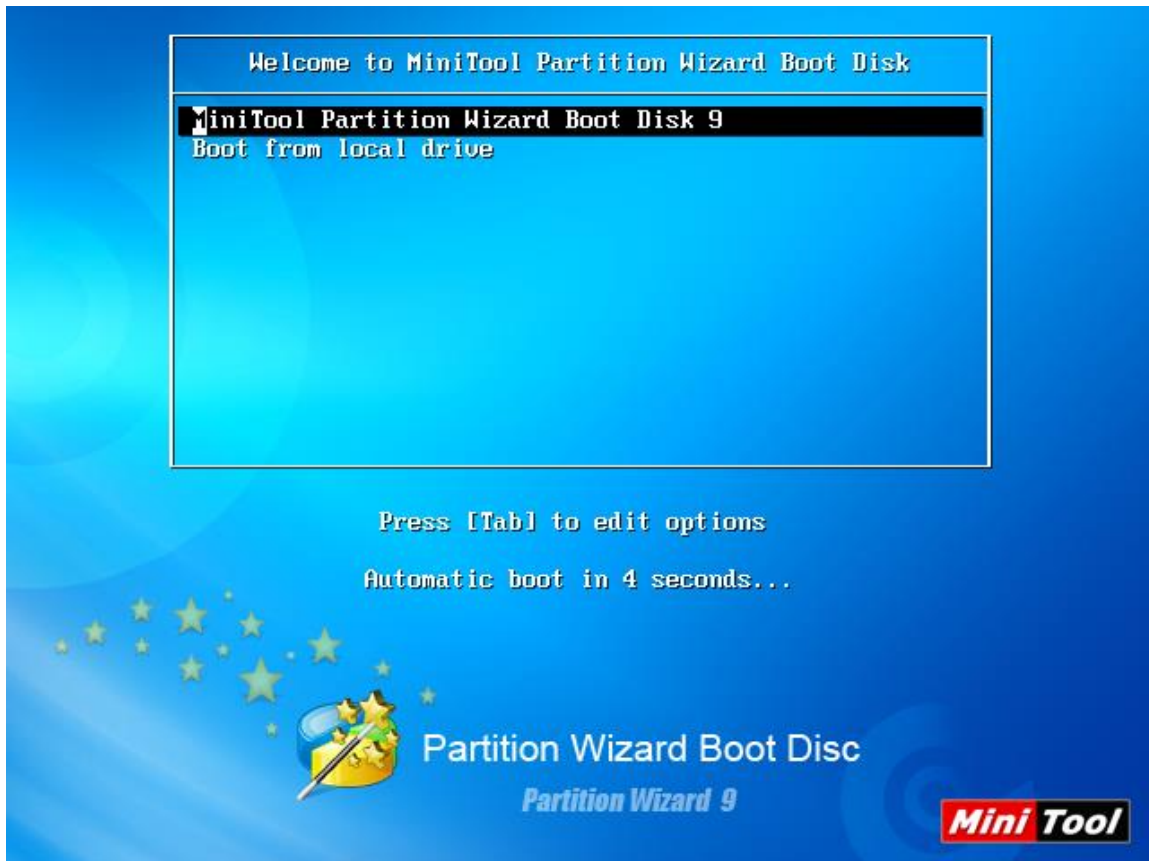 Welcome to MiniTool Partition Wizard Boot Disk
MiniTool Partition Wizard Boot Disk 9
Boot from local drive
Press [Tab] to edit options
Automatic boot in 4 seconds...
Partition Wizard Boot Disc
Partition Wizard 9
Mini Tool